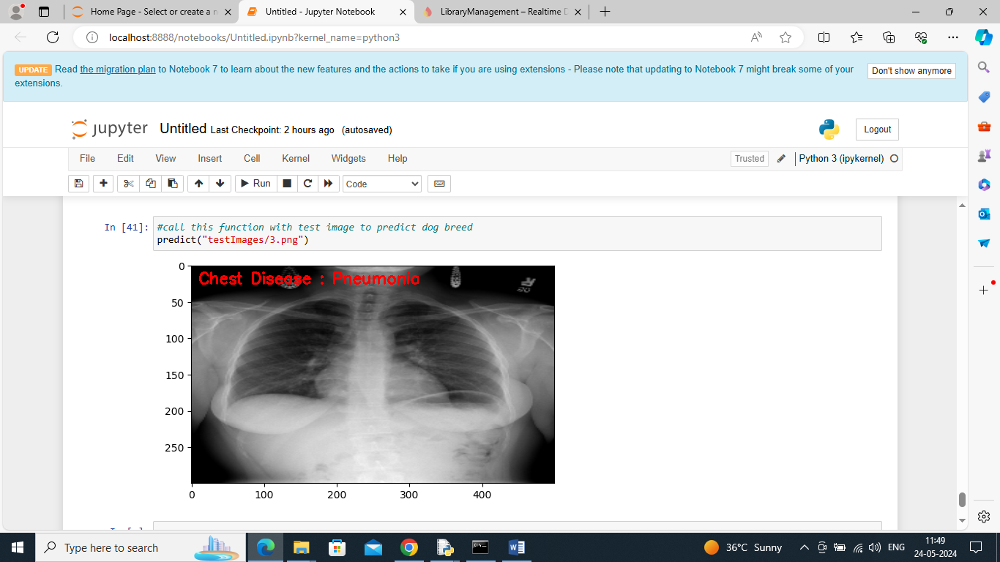 Home Page - Select or create a n
Untitled - Jupyter Notebook
LibraryManagement – Realtime D
localhost:8888/notebooks/Untitled.ipynb?kernel_name=python3
UPDATE Read the migration plan to Notebook 7 to learn about the new features and the actions to take if you are using extensions - Please note that updating to Notebook 7 might break some of your
extensions.
Don't show anymore
jupyter Untitled Last Checkpoint: 2 hours ago (autosaved)
Logout
File Edit View Insert Cell Kernel Widgets Help
Trusted
Python 3 (ipykernel)
Run
Code
In [41]: #call this function with test image to predict dog breed
predict("testImages/3.png")
Chest Disease : Pneumonia
0
50
100
150
200
250
0 100 200 300 400
Type here to search
36°C Sunny
ENG
11:49
24-05-2024